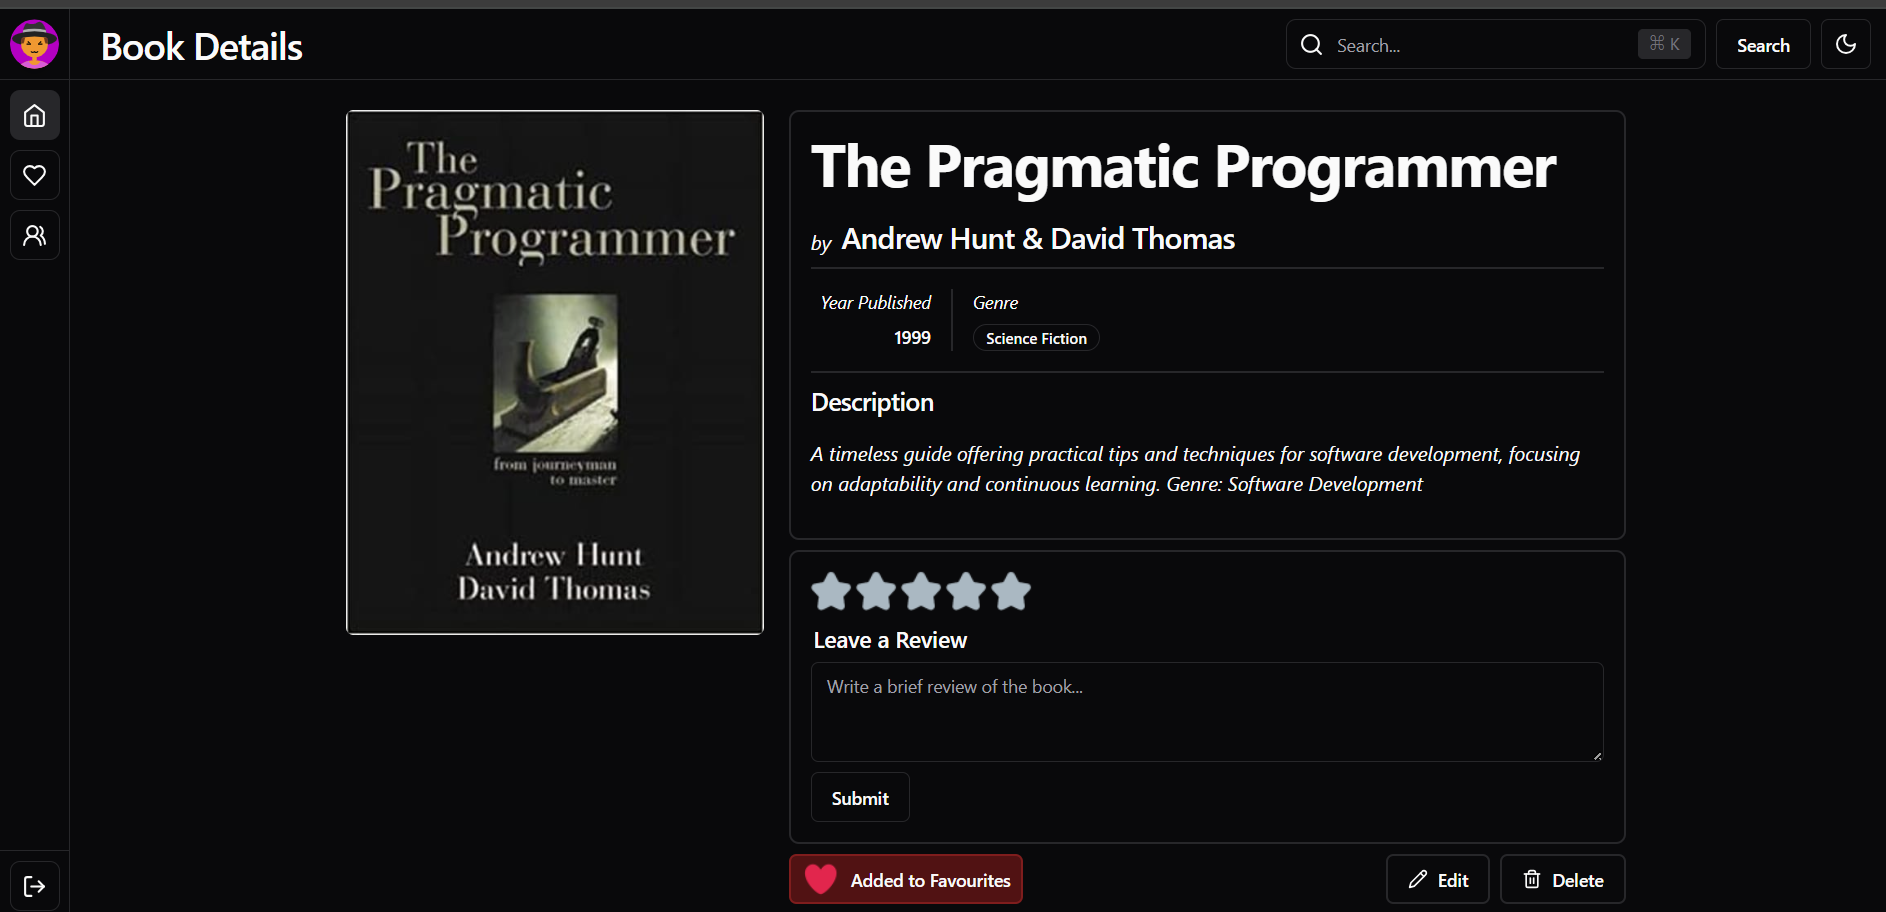 Book Details
Search...
⌘ K
Search
The
Pragmatic
Programmer
from journeyman
to master
Andrew Hunt
David Thomas
The Pragmatic Programmer
by Andrew Hunt & David Thomas
Year Published
1999
Genre
Science Fiction
Description
A timeless guide offering practical tips and techniques for software development, focusing
on adaptability and continuous learning. Genre: Software Development
Leave a Review
Write a brief review of the book...
Submit
Added to Favourites
Edit
Delete